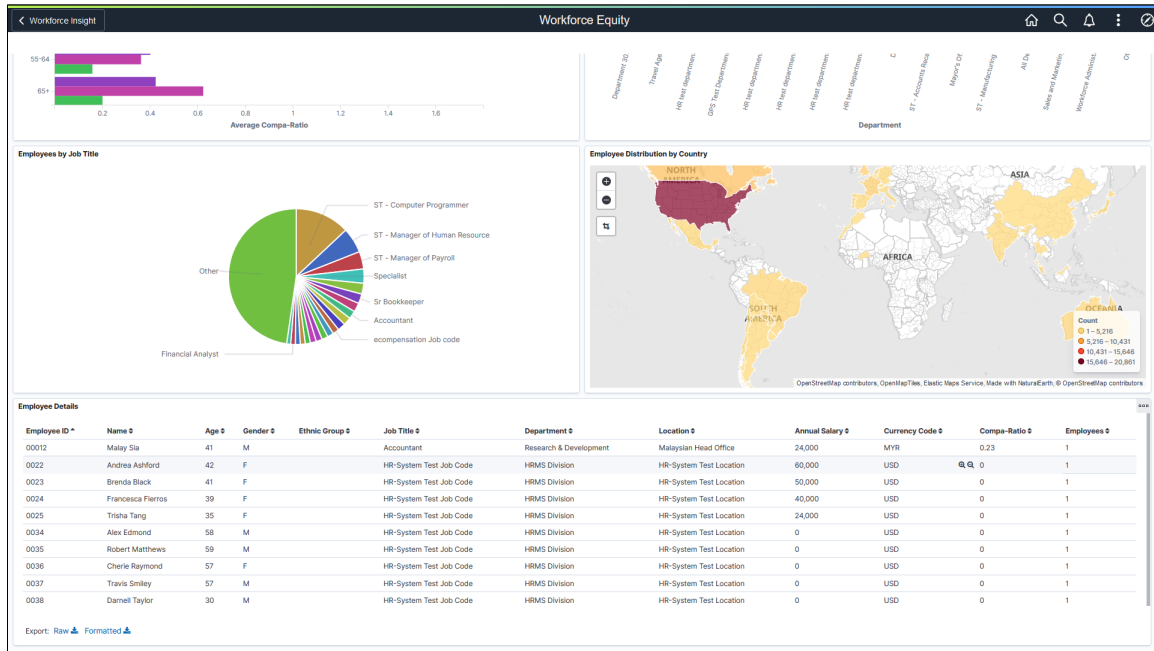 Workforce Insight
Workforce Equity
55-64
65+
0.2 0.4 0.6 0.8 1 1.2 1.4 1.6
Average Compa-Ratio
Department 30.
Travel Age
HR test department.
GPS Test Department.
HR test department.
HR test department.
HR test department.
ST - Accounts Reca
Mayor's Of
ST - Manufacturing
All De
Sales and Marketin.
Workforce Administ.
Ot
Department
Employees by Job Title
ST - Computer Programmer
ST - Manager of Human Resource
ST - Manager of Payroll
Specialist
Other
Sr Bookkeeper
Accountant
ecompensation Job code
Financial Analyst
Employee Distribution by Country
NORTH
AMERICA
ASIA
AFRICA
SOUTH
AMERICA
OCEANIA
Count
1 – 5,216
5,216 – 10,431
10,431 – 15,646
15,646 – 20,861
OpenStreetMap contributors, OpenMapTiles, Elastic Maps Service, Made with NaturalEarth, © OpenStreetMap contributors
Employee Details
Employee ID Name Age Gender Ethnic Group Job Title Department Location Annual Salary Currency Code Compa-Ratio Employees
00012 Malay Sla 41 M Accountant Research & Development Malaysian Head Office 24,000 MYR 0.23 1
0022 Andrea Ashford 42 F HR-System Test Job Code HRMS Division HR-System Test Location 60,000 USD 0 1
0023 Brenda Black 41 F HR-System Test Job Code HRMS Division HR-System Test Location 50,000 USD 0 1
0024 Francesca Fierros 39 F HR-System Test Job Code HRMS Division HR-System Test Location 40,000 USD 0 1
0025 Trisha Tang 35 F HR-System Test Job Code HRMS Division HR-System Test Location 24,000 USD 0 1
0034 Alex Edmond 58 M HR-System Test Job Code HRMS Division HR-System Test Location 0 USD 0 1
0035 Robert Matthews 59 M HR-System Test Job Code HRMS Division HR-System Test Location 0 USD 0 1
0036 Cherie Raymond 57 F HR-System Test Job Code HRMS Division HR-System Test Location 0 USD 0 1
0037 Travis Smiley 57 M HR-System Test Job Code HRMS Division HR-System Test Location 0 USD 0 1
0038 Darnell Taylor 30 M HR-System Test Job Code HRMS Division HR-System Test Location 0 USD 0 1
Export: Raw Formatted